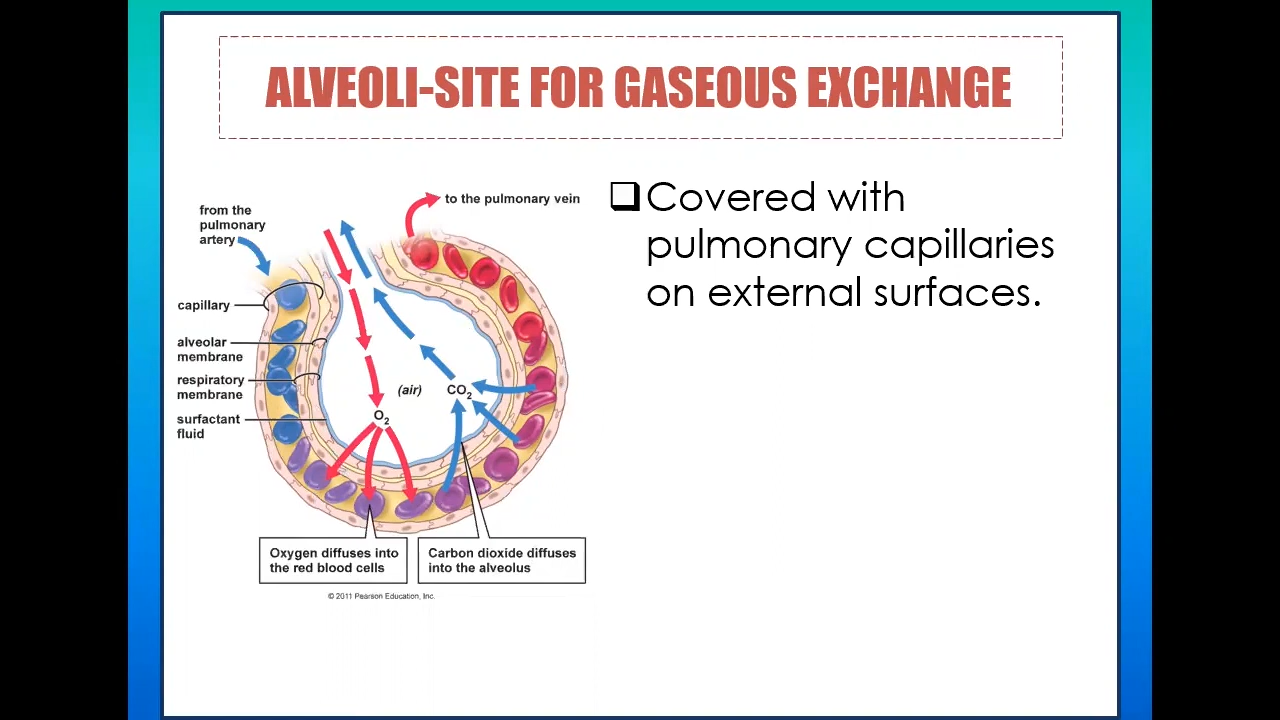 ALVEOLI-SITE FOR GASEOUS EXCHANGE
to the pulmonary vein
from the
pulmonary
artery
capillary
alveolar
membrane
respiratory
membrane
surfactant
fluid
(air)
CO₂
O₂
Oxygen diffuses into
the red blood cells
Carbon dioxide diffuses
into the alveolus
© 2011 Pearson Education, Inc.
Covered with
pulmonary capillaries
on external surfaces.